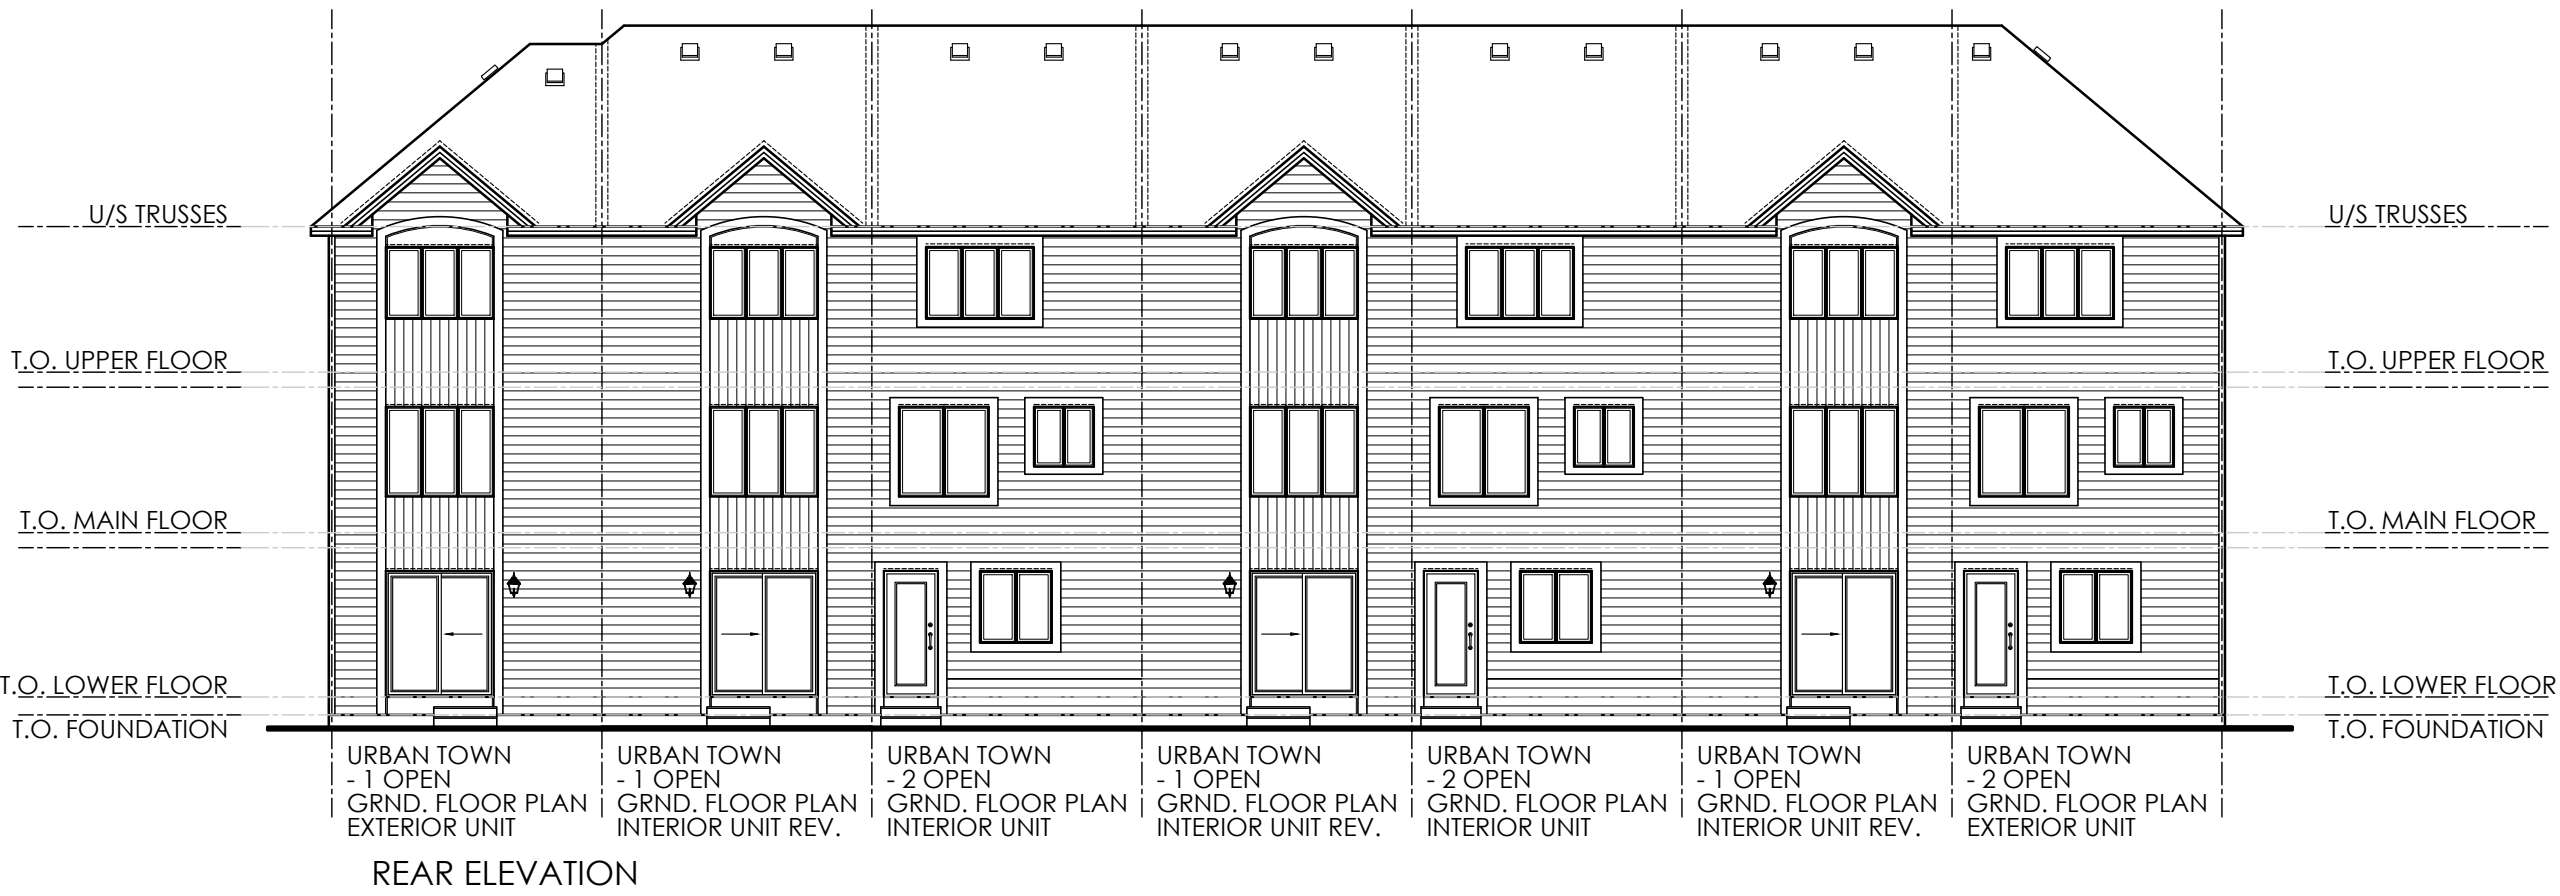 U/S TRUSSES
U/S TRUSSES
T.O. UPPER FLOOR
T.O. UPPER FLOOR
T.O. MAIN FLOOR
T.O. MAIN FLOOR
T.O. LOWER FLOOR
T.O. LOWER FLOOR
T.O. FOUNDATION
T.O. FOUNDATION
URBAN TOWN
- 1 OPEN
GRND. FLOOR PLAN
EXTERIOR UNIT
URBAN TOWN
- 1 OPEN
GRND. FLOOR PLAN
INTERIOR UNIT REV.
URBAN TOWN
- 2 OPEN
GRND. FLOOR PLAN
INTERIOR UNIT
URBAN TOWN
- 1 OPEN
GRND. FLOOR PLAN
INTERIOR UNIT REV.
URBAN TOWN
- 2 OPEN
GRND. FLOOR PLAN
INTERIOR UNIT
URBAN TOWN
- 1 OPEN
GRND. FLOOR PLAN
INTERIOR UNIT REV.
URBAN TOWN
- 2 OPEN
GRND. FLOOR PLAN
EXTERIOR UNIT
REAR ELEVATION